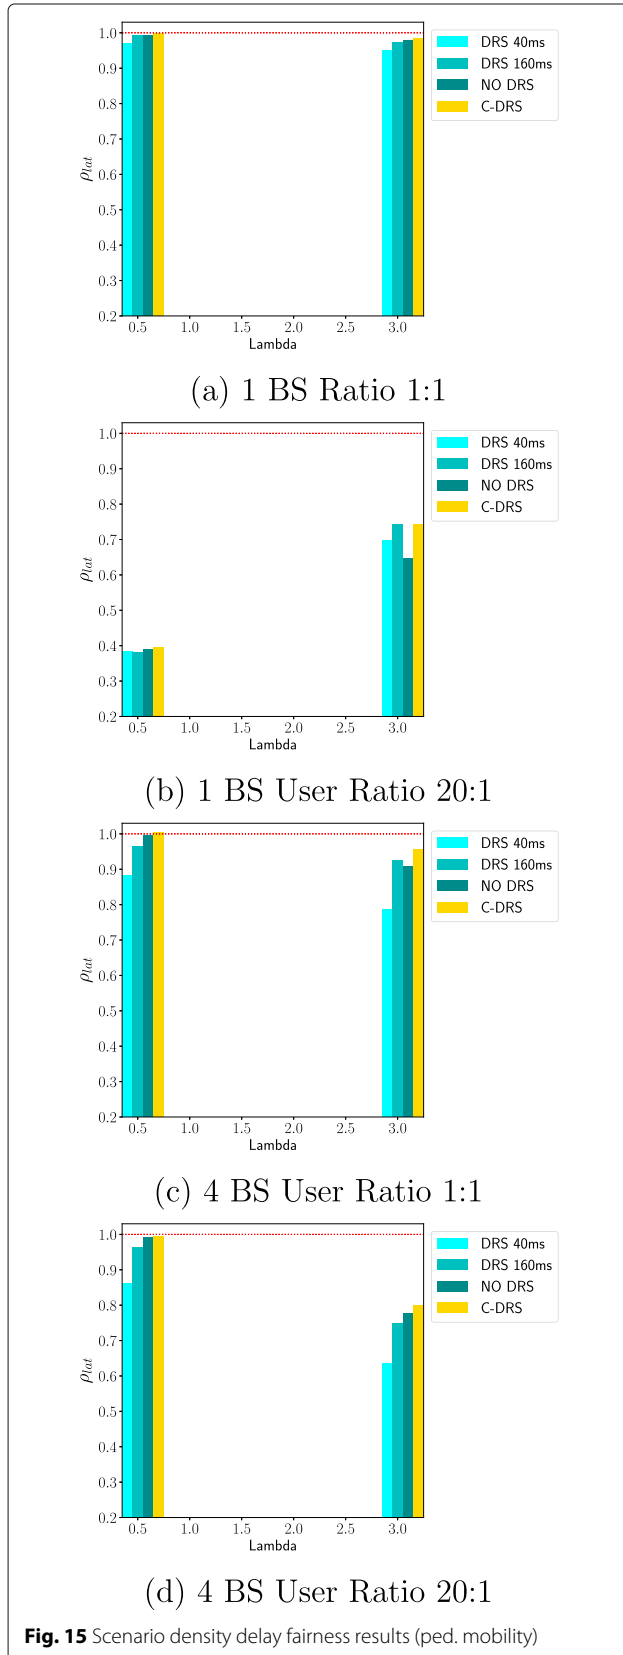 1.0
0.9
0.8
0.7
0.6
0.5
0.4
0.3
0.2
ρlat
0.5 1.0 1.5 2.0 2.5 3.0
Lambda
DRS 40ms
DRS 160ms
NO DRS
C-DRS
(a) 1 BS Ratio 1:1
1.0
0.9
0.8
0.7
0.6
0.5
0.4
0.3
0.2
ρlat
0.5 1.0 1.5 2.0 2.5 3.0
Lambda
DRS 40ms
DRS 160ms
NO DRS
C-DRS
(b) 1 BS User Ratio 20:1
1.0
0.9
0.8
0.7
0.6
0.5
0.4
0.3
0.2
ρlat
0.5 1.0 1.5 2.0 2.5 3.0
Lambda
DRS 40ms
DRS 160ms
NO DRS
C-DRS
(c) 4 BS User Ratio 1:1
1.0
0.9
0.8
0.7
0.6
0.5
0.4
0.3
0.2
ρlat
0.5 1.0 1.5 2.0 2.5 3.0
Lambda
DRS 40ms
DRS 160ms
NO DRS
C-DRS
(d) 4 BS User Ratio 20:1
Fig. 15 Scenario density delay fairness results (ped. mobility)